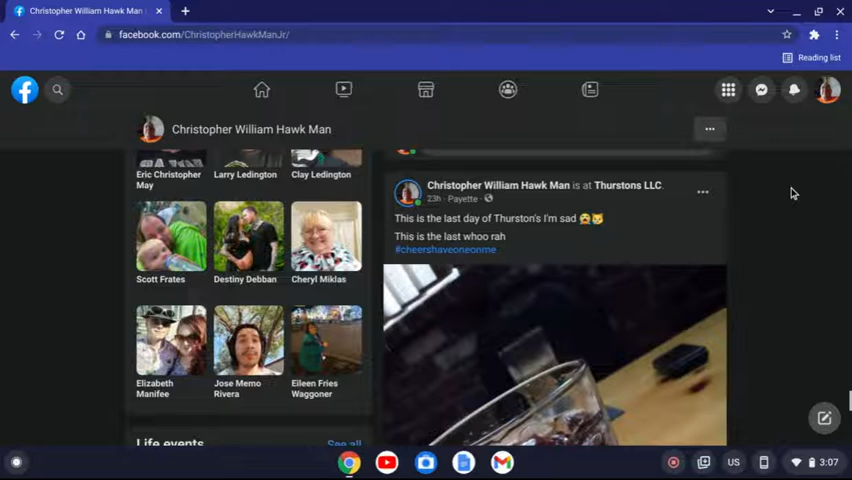 Christopher William Hawk Man
facebook.com/ChristopherHawkManJr/
Reading list
Christopher William Hawk Man
Eric Christopher May
Larry Ledington
Clay Ledington
Scott Frates
Destiny Debban
Cheryl Miklas
Elizabeth Manifee
Jose Memo Rivera
Eileen Fries Waggoner
Life events
See all
Christopher William Hawk Man is at Thurstons LLC.
23h · Payette ·
This is the last day of Thurston's I'm sad 😭😿
This is the last whoo rah
#cheershaveoneonme
US
3:07